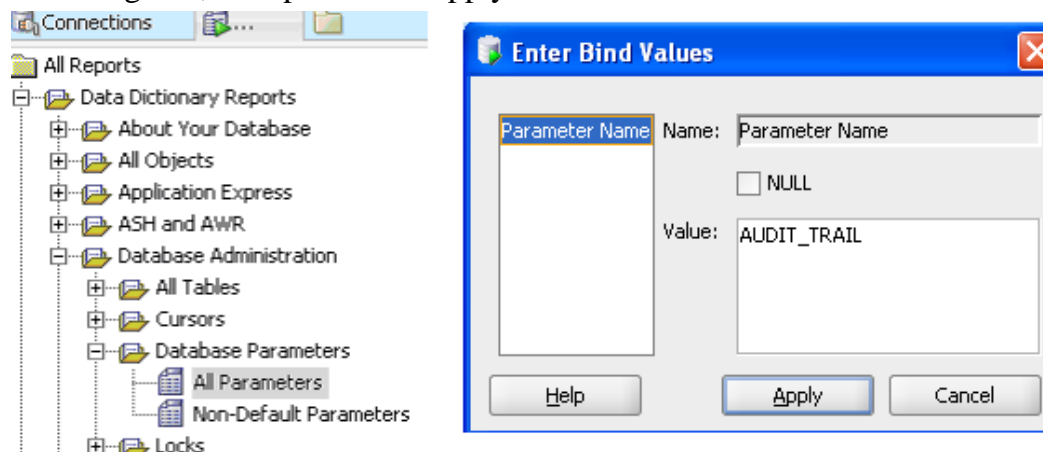 Connections
...
All Reports
Data Dictionary Reports
About Your Database
All Objects
Application Express
ASH and AWR
Database Administration
All Tables
Cursors
Database Parameters
All Parameters
Non-Default Parameters
Locks
Enter Bind Values
Parameter Name
Name: Parameter Name
NULL
Value: AUDIT_TRAIL
Help Apply Cancel